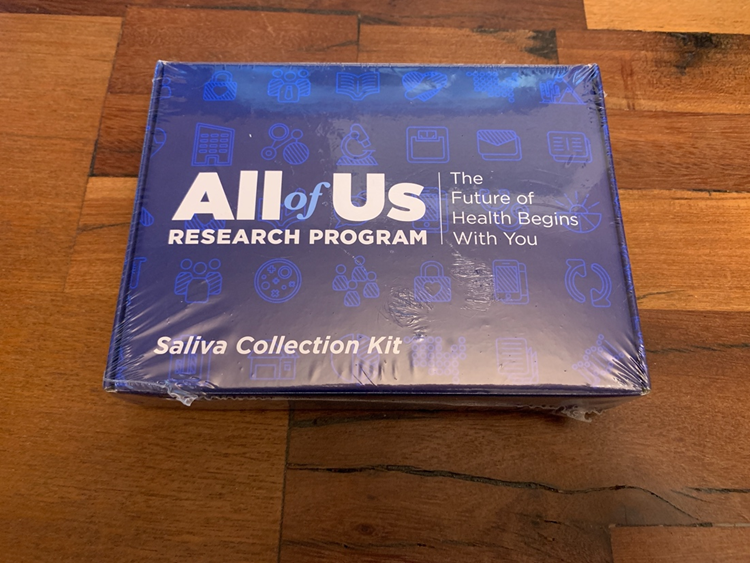 All of Us
RESEARCH PROGRAM
The
Future of
Health Begins
With You
Saliva Collection Kit